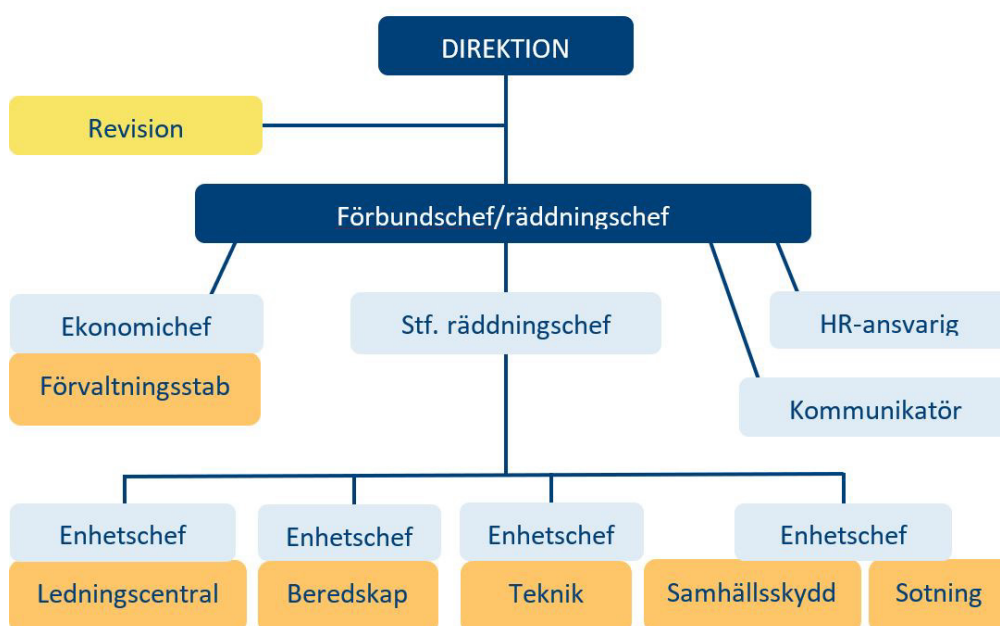 DIREKTION
Revision
Förbundschef/räddningschef
Ekonomichef
Förvaltningsstab
Stf. räddningschef
HR-ansvarig
Kommunikatör
Enhetschef
Ledningscentral
Enhetschef
Beredskap
Enhetschef
Teknik
Enhetschef
Samhällsskydd
Sotning